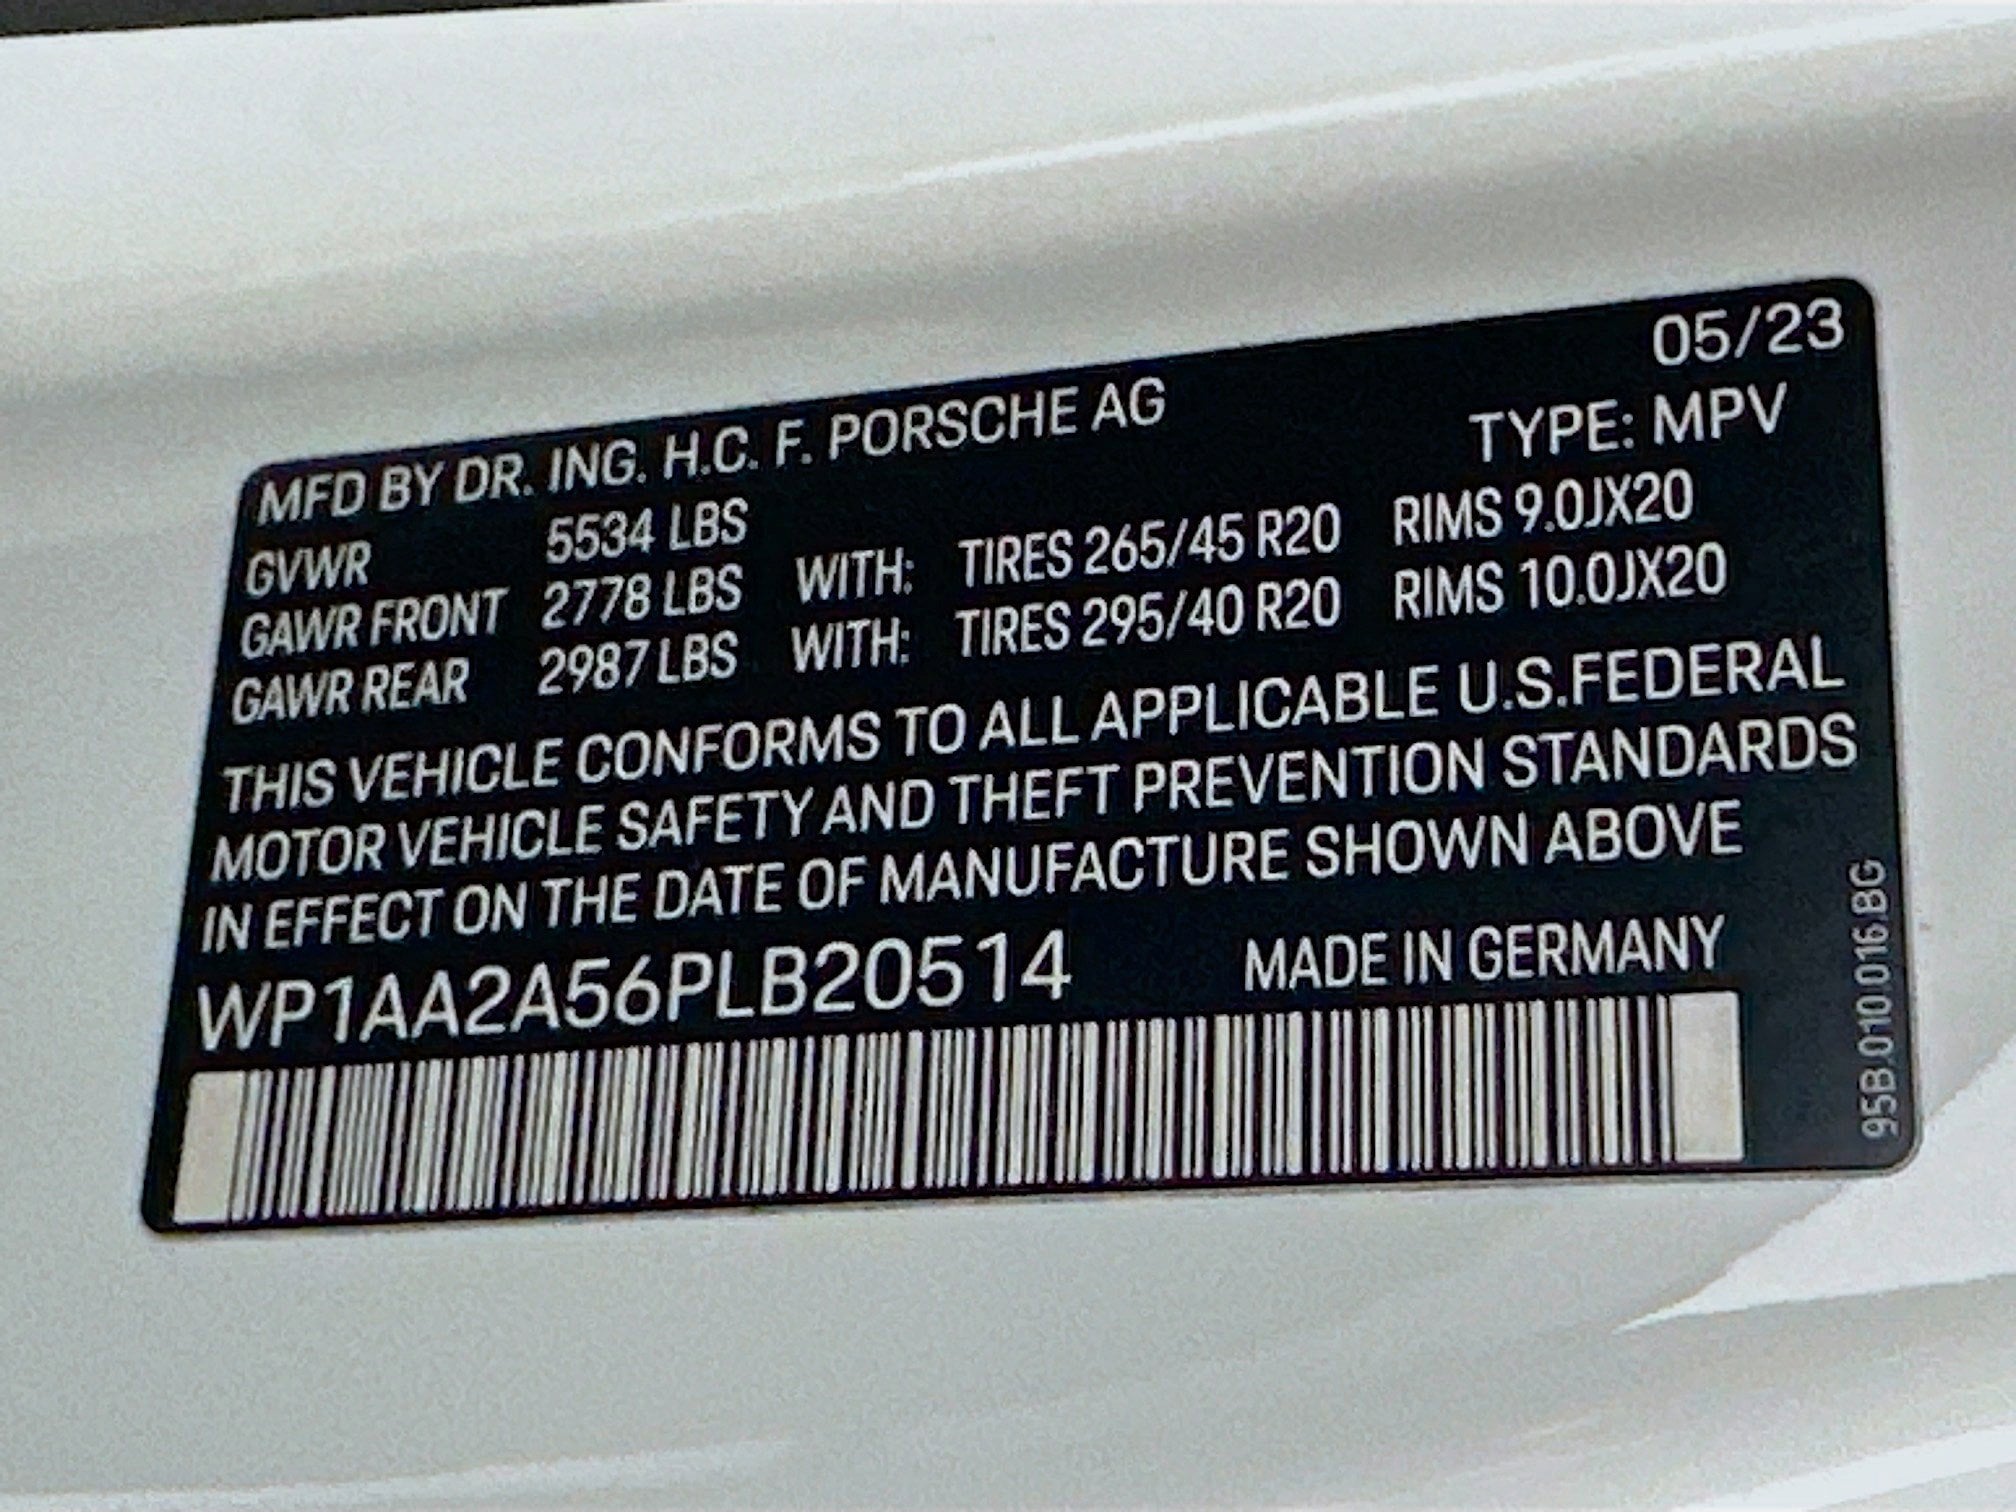 05/23
MFD BY DR. ING. H.C. F. PORSCHE AG TYPE: MPV
GVWR 5534 LBS
GAWR FRONT 2778 LBS WITH: TIRES 265/45 R20 RIMS 9.0JX20
GAWR REAR 2987 LBS WITH: TIRES 295/40 R20 RIMS 10.0JX20
THIS VEHICLE CONFORMS TO ALL APPLICABLE U.S.FEDERAL
MOTOR VEHICLE SAFETY AND THEFT PREVENTION STANDARDS
IN EFFECT ON THE DATE OF MANUFACTURE SHOWN ABOVE
WP1AA2A56PLB20514 MADE IN GERMANY
95B.010.016.BG